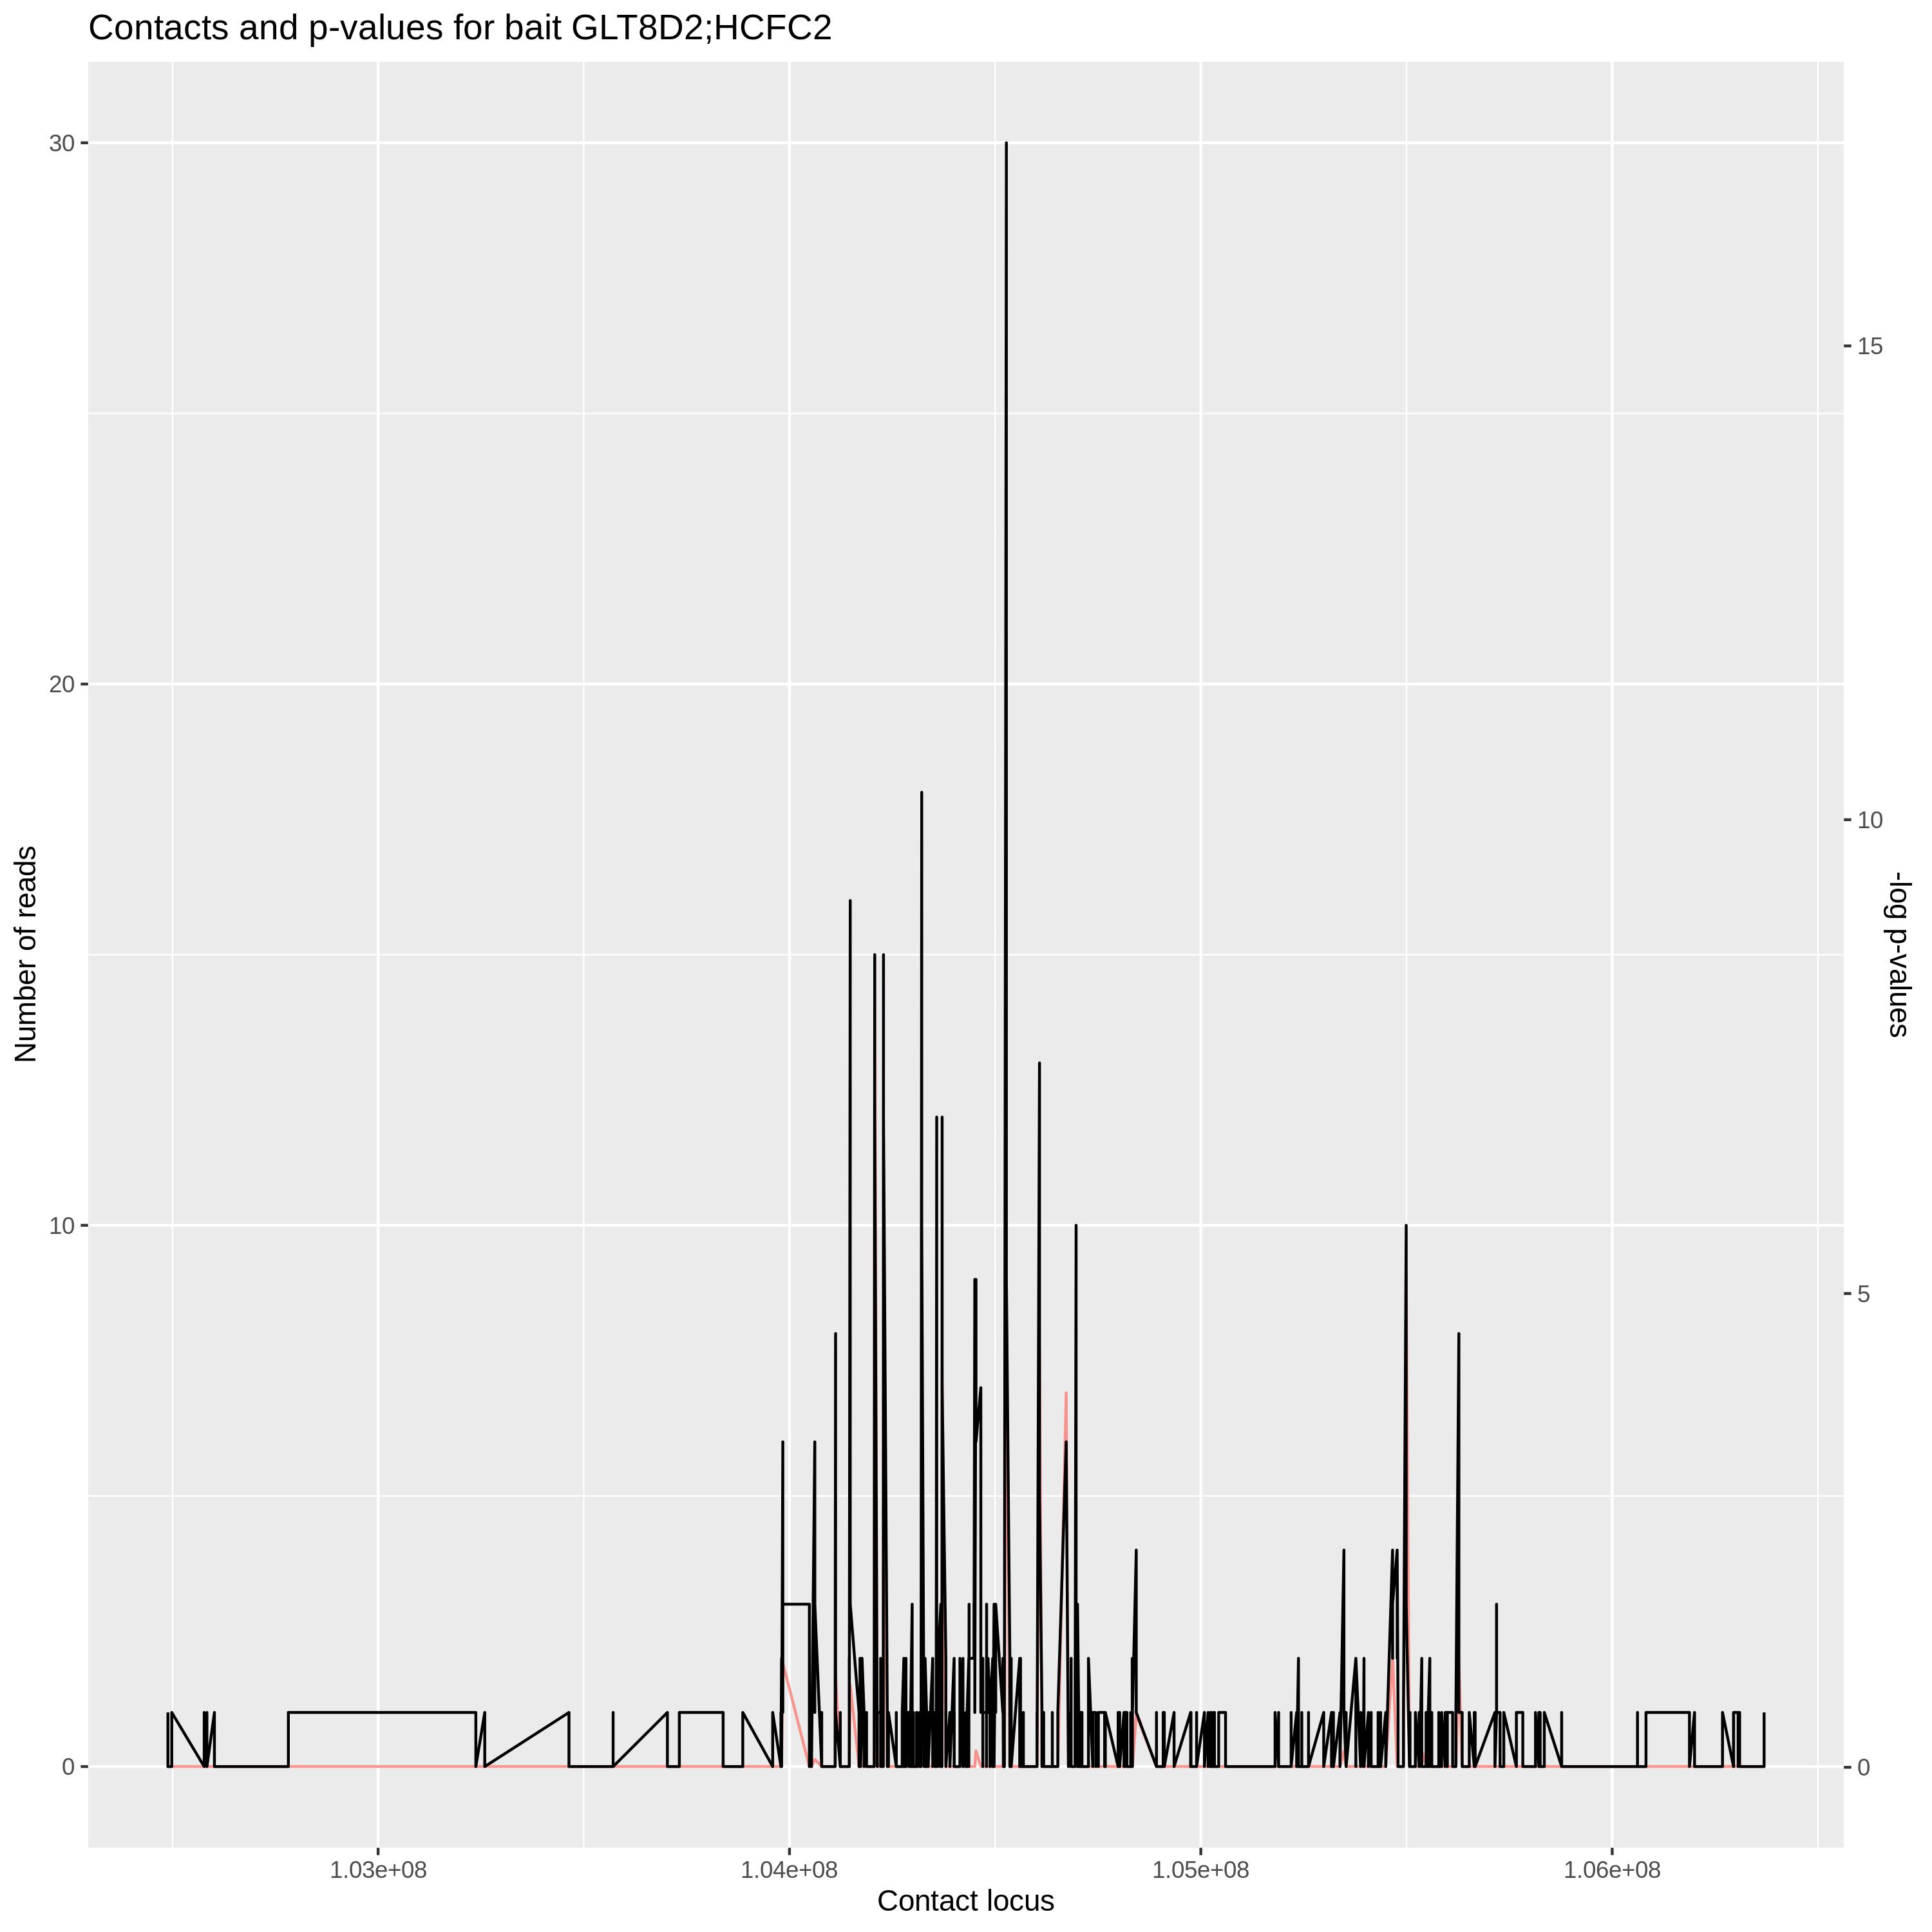 Contacts and p-values for bait GLT8D2;HCFC2
30
20
10
0
Number of reads
15
10
5
0
-log p-values
1.03e+08
1.04e+08
1.05e+08
1.06e+08
Contact locus